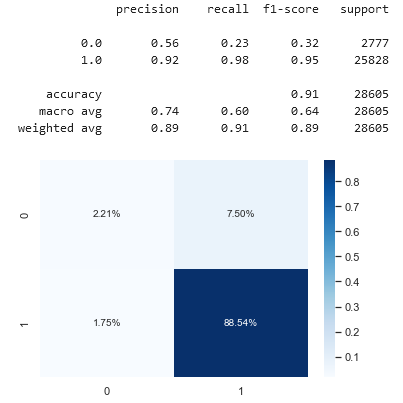 precision recall f1-score support
0.0 0.56 0.23 0.32 2777
1.0 0.92 0.98 0.95 25828
accuracy 0.91 28605
macro avg 0.74 0.60 0.64 28605
weighted avg 0.89 0.91 0.89 28605
0.8
0.7
0 2.21% 7.50% 0.6
0.5
0.4
0.3
1 1.75% 88.54% 0.2
0.1
0 1